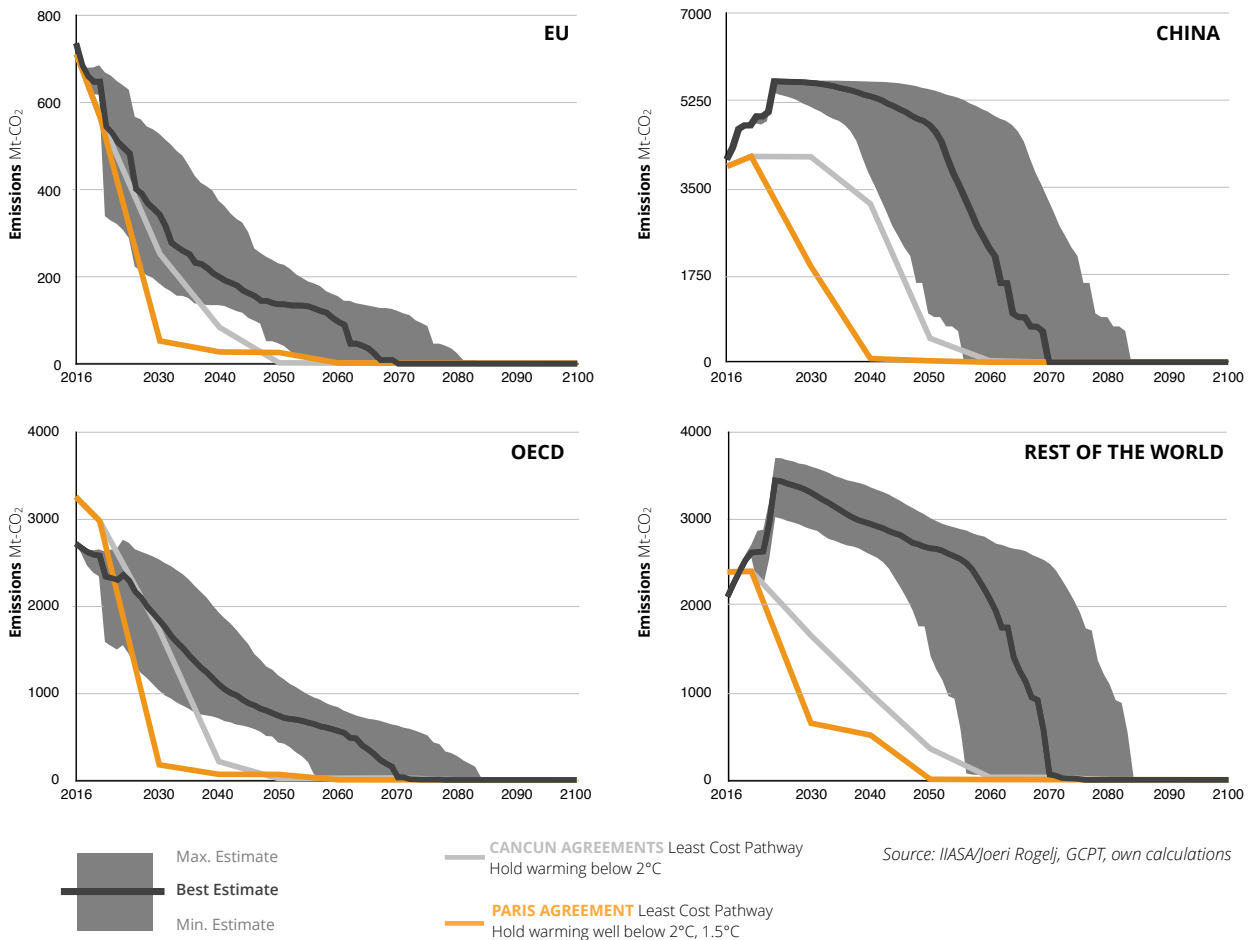 EU
Emissions Mt-CO₂
800
600
400
200
0
2016 2030 2040 2050 2060 2070 2080 2090 2100
CHINA
Emissions Mt-CO₂
7000
5250
3500
1750
0
2016 2030 2040 2050 2060 2070 2080 2090 2100
OECD
Emissions Mt-CO₂
4000
3000
2000
1000
0
2016 2030 2040 2050 2060 2070 2080 2090 2100
REST OF THE WORLD
Emissions Mt-CO₂
4000
3000
2000
1000
0
2016 2030 2040 2050 2060 2070 2080 2090 2100
Max. Estimate
Best Estimate
Min. Estimate
CANCUN AGREEMENTS Least Cost Pathway
Hold warming below 2°C
PARIS AGREEMENT Least Cost Pathway
Hold warming well below 2°C, 1.5°C
Source: IIASA/Joeri Rogelj, GCPT, own calculations